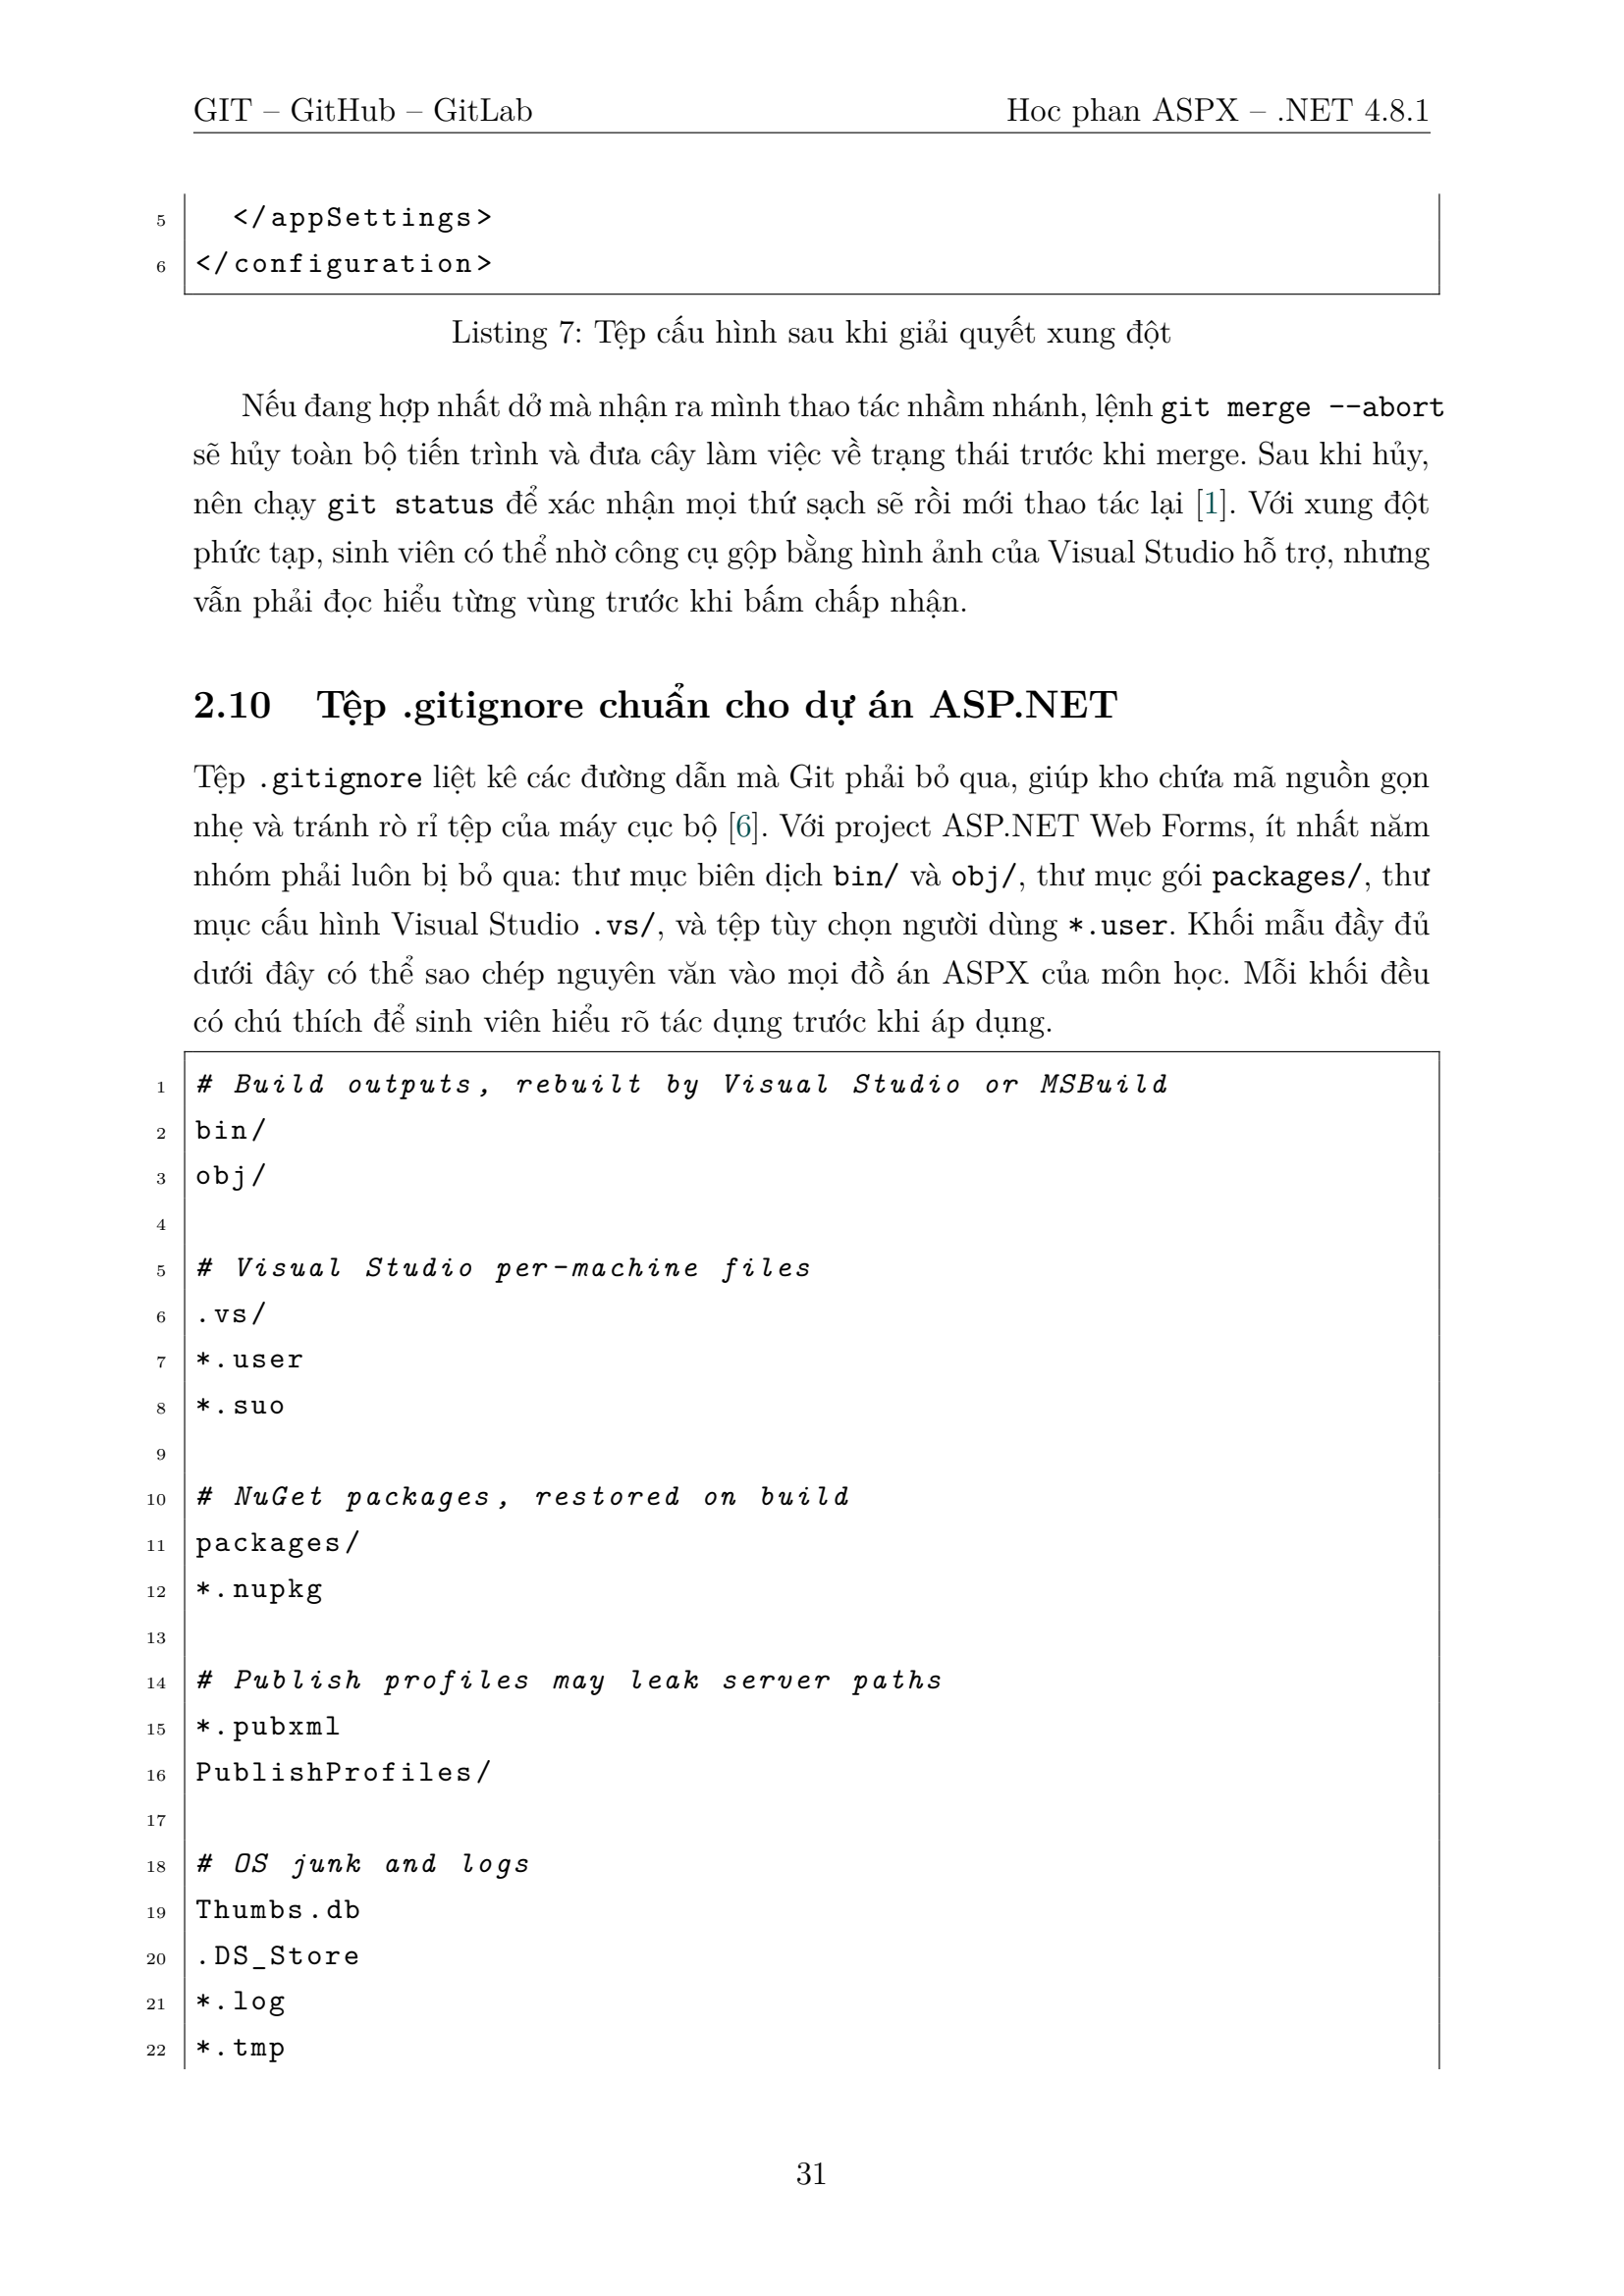 GIT – GitHub – GitLab Hoc phan ASPX – .NET 4.8.1
5 </appSettings>
6 </configuration>
Listing 7: Tệp cấu hình sau khi giải quyết xung đột
Nếu đang hợp nhất dở mà nhận ra mình thao tác nhầm nhánh, lệnh git merge --abort
sẽ hủy toàn bộ tiến trình và đưa cây làm việc về trạng thái trước khi merge. Sau khi hủy,
nên chạy git status để xác nhận mọi thứ sạch sẽ rồi mới thao tác lại [1]. Với xung đột
phức tạp, sinh viên có thể nhờ công cụ gộp bằng hình ảnh của Visual Studio hỗ trợ, nhưng
vẫn phải đọc hiểu từng vùng trước khi bấm chấp nhận.
2.10 Tệp .gitignore chuẩn cho dự án ASP.NET
Tệp .gitignore liệt kê các đường dẫn mà Git phải bỏ qua, giúp kho chứa mã nguồn gọn
nhẹ và tránh rò rỉ tệp của máy cục bộ [6]. Với project ASP.NET Web Forms, ít nhất năm
nhóm phải luôn bị bỏ qua: thư mục biên dịch bin/ và obj/, thư mục gói packages/, thư
mục cấu hình Visual Studio .vs/, và tệp tùy chọn người dùng *.user. Khối mẫu đầy đủ
dưới đây có thể sao chép nguyên văn vào mọi đồ án ASPX của môn học. Mỗi khối đều
có chú thích để sinh viên hiểu rõ tác dụng trước khi áp dụng.
1 # Build outputs, rebuilt by Visual Studio or MSBuild
2 bin/
3 obj/
4
5 # Visual Studio per-machine files
6 .vs/
7 *.user
8 *.suo
9
10 # NuGet packages, restored on build
11 packages/
12 *.nupkg
13
14 # Publish profiles may leak server paths
15 *.pubxml
16 PublishProfiles/
17
18 # OS junk and logs
19 Thumbs.db
20 .DS_Store
21 *.log
22 *.tmp
31